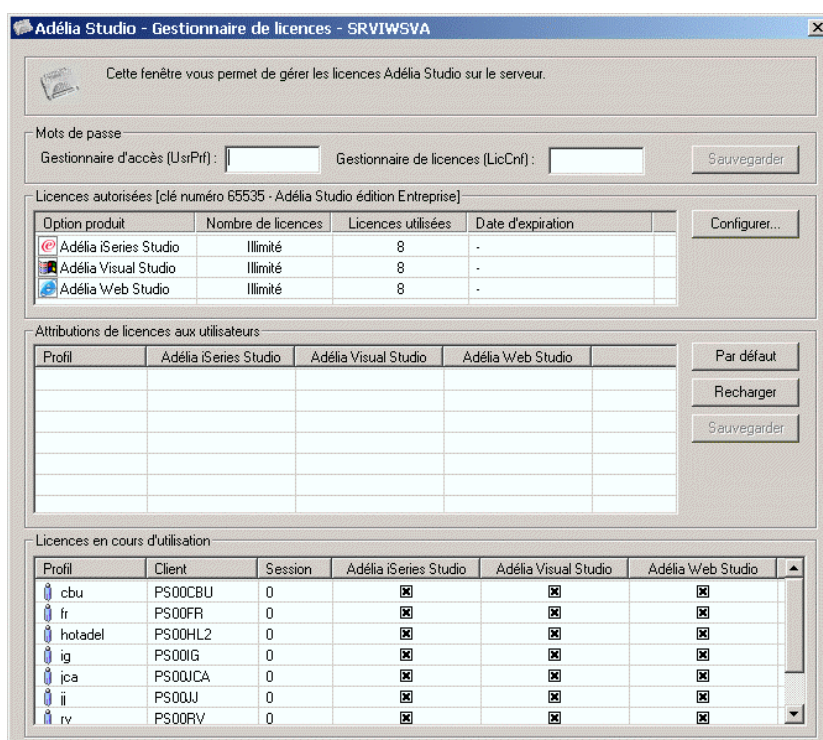 Adélia Studio - Gestionnaire de licences - SRVIWSVA
Cette fenêtre vous permet de gérer les licences Adélia Studio sur le serveur.
Mots de passe
Gestionnaire d'accès (UsrPrf) : Gestionnaire de licences (LicCnf) : Sauvegarder
Licences autorisées [clé numéro 65535 - Adélia Studio édition Entreprise]
Option produit Nombre de licences Licences utilisées Date d'expiration Configurer...
Adélia iSeries Studio Illimité 8 -
Adélia Visual Studio Illimité 8 -
Adélia Web Studio Illimité 8 -
Attributions de licences aux utilisateurs
Profil Adélia iSeries Studio Adélia Visual Studio Adélia Web Studio Par défaut
Recharger
Sauvegarder
Licences en cours d'utilisation
Profil Client Session Adélia iSeries Studio Adélia Visual Studio Adélia Web Studio
cbu PS00CBU 0
fr PS00FR 0
hotadel PS00HL2 0
ig PS00IG 0
jca PS00JCA 0
jj PS00JJ 0
rv PS00RV 0